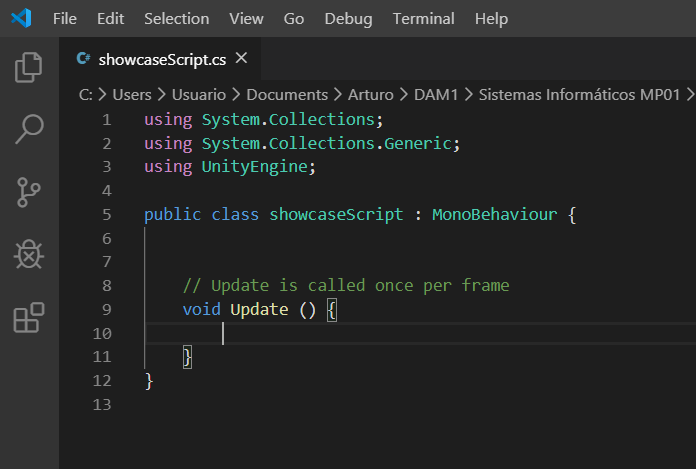 File Edit Selection View Go Debug Terminal Help
C# showcaseScript.cs ×
C: > Users > Usuario > Documents > Arturo > DAM1 > Sistemas Informáticos MP01 >
1 using System.Collections;
2 using System.Collections.Generic;
3 using UnityEngine;
4
5 public class showcaseScript : MonoBehaviour {
6
7
8 // Update is called once per frame
9 void Update () {
10
11 }
12 }
13